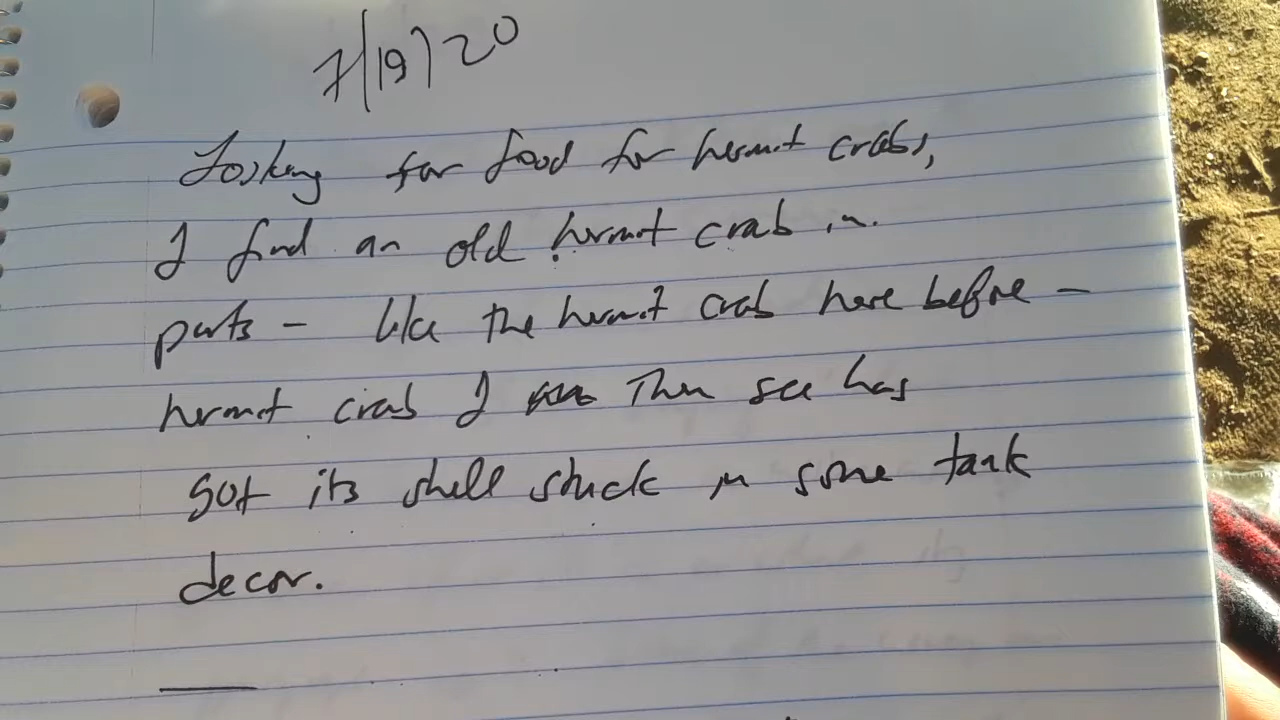 7/19/20
Looking for food for hermit crabs,
I find an old hermit crab in
parts - like the hermit crab here before -
hermit crab I then see has
got its shell stuck in some tank
decor.